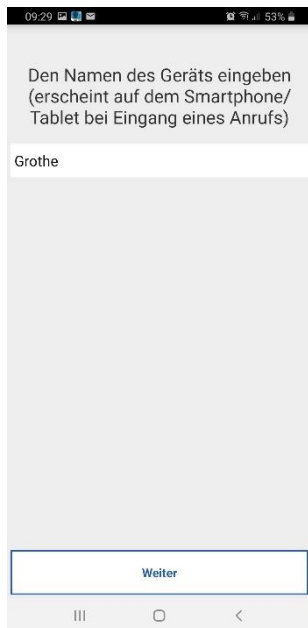 09:29 53%
Den Namen des Geräts eingeben
(erscheint auf dem Smartphone/
Tablet bei Eingang eines Anrufs)
Grothe
Weiter